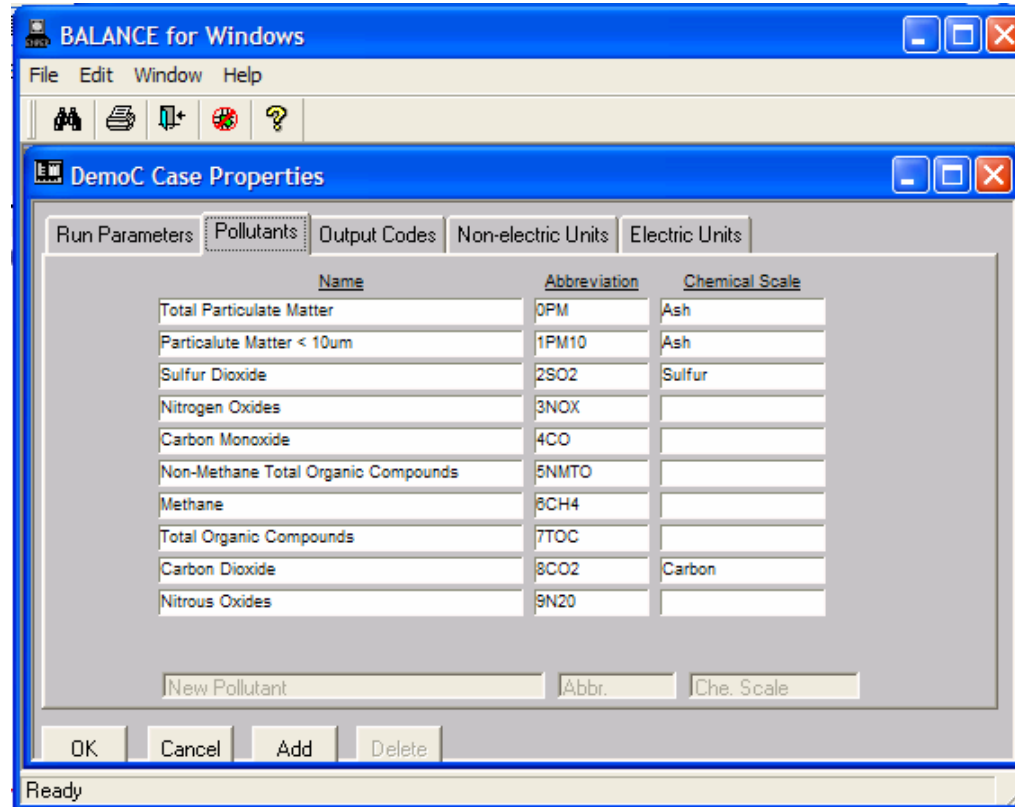 BALANCE for Windows
File Edit Window Help
DemoC Case Properties
Run Parameters Pollutants Output Codes Non-electric Units Electric Units
Name Abbreviation Chemical Scale
Total Particulate Matter 0PM Ash
Particalute Matter < 10um 1PM10 Ash
Sulfur Dioxide 2SO2 Sulfur
Nitrogen Oxides 3NOX
Carbon Monoxide 4CO
Non-Methane Total Organic Compounds 5NMTO
Methane 6CH4
Total Organic Compounds 7TOC
Carbon Dioxide 8CO2 Carbon
Nitrous Oxides 9N20
New Pollutant Abbr. Che. Scale
OK Cancel Add Delete
Ready